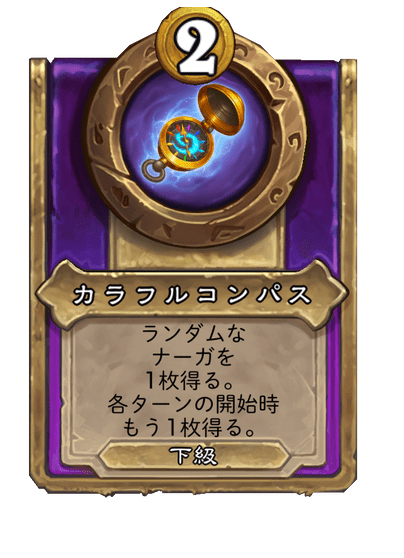 2
カラフルコンパス
ランダムな
ナーガを
1枚得る。
各ターンの開始時
もう1枚得る。
下級